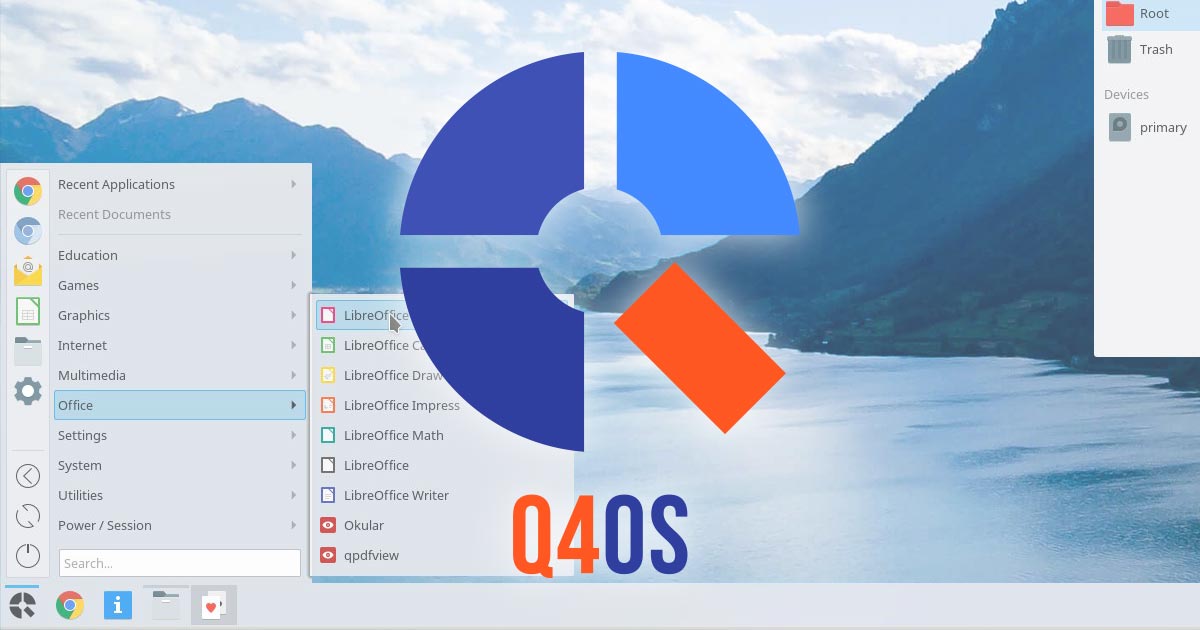 Root
Trash
Devices
primary
Recent Applications
Recent Documents
Education
Games
Graphics
Internet
Multimedia
Office
Settings
System
Utilities
Power / Session
Search...
LibreOffice
LibreOffice
LibreOffice Draw
LibreOffice Impress
LibreOffice Math
LibreOffice
LibreOffice Writer
Okular
qpdfview
Q4OS